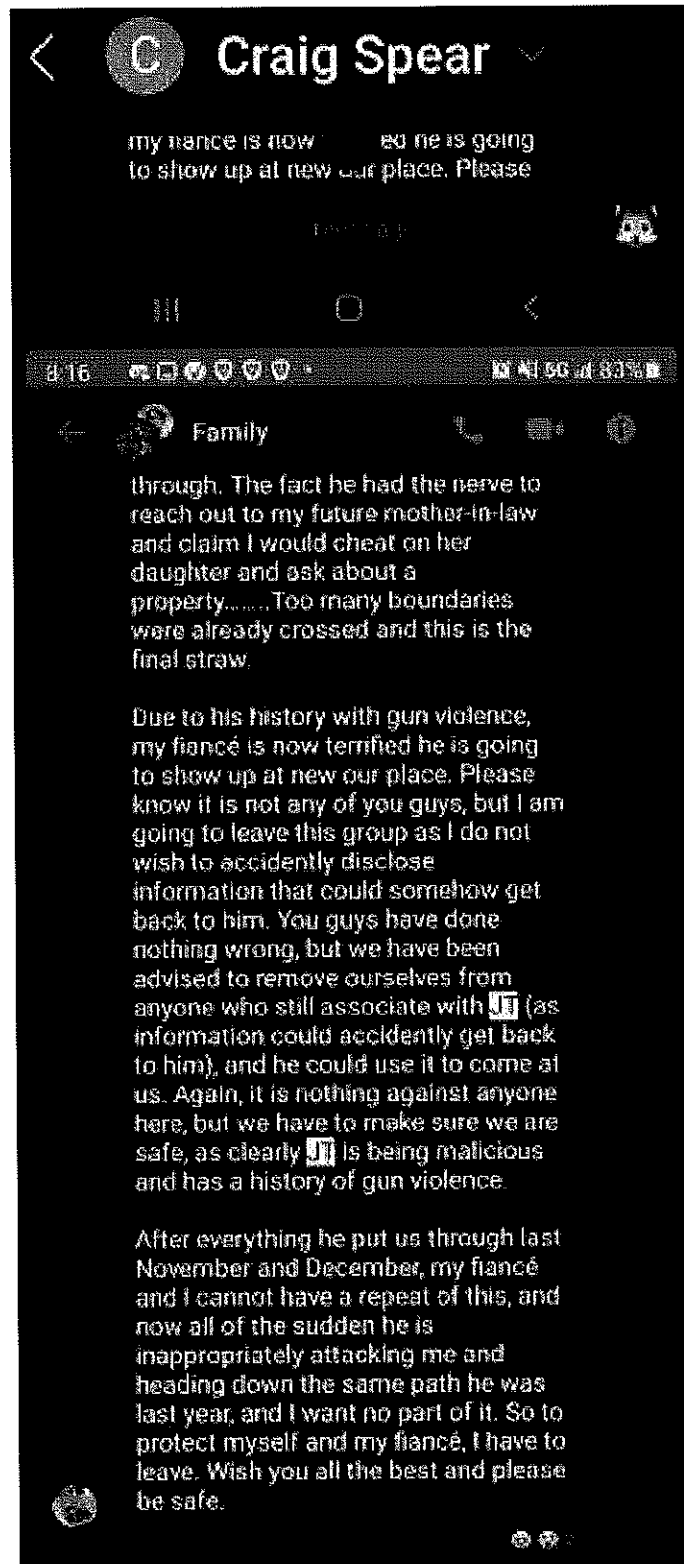 C Craig Spear
my fiance is now ed he is going
to show up at new our place. Please
8:16 5G 83%
Family
through. The fact he had the nerve to
reach out to my future mother-in-law
and claim I would cheat on her
daughter and ask about a
property.......Too many boundaries
were already crossed and this is the
final straw.
Due to his history with gun violence,
my fiancé is now terrified he is going
to show up at new our place. Please
know it is not any of you guys, but I am
going to leave this group as I do not
wish to accidently disclose
information that could somehow get
back to him. You guys have done
nothing wrong, but we have been
advised to remove ourselves from
anyone who still associate with JT (as
information could accidently get back
to him), and he could use it to come at
us. Again, it is nothing against anyone
here, but we have to make sure we are
safe, as clearly JT is being malicious
and has a history of gun violence.
After everything he put us through last
November and December, my fiancé
and I cannot have a repeat of this, and
now all of the sudden he is
inappropriately attacking me and
heading down the same path he was
last year, and I want no part of it. So to
protect myself and my fiancé, I have to
leave. Wish you all the best and please
be safe.